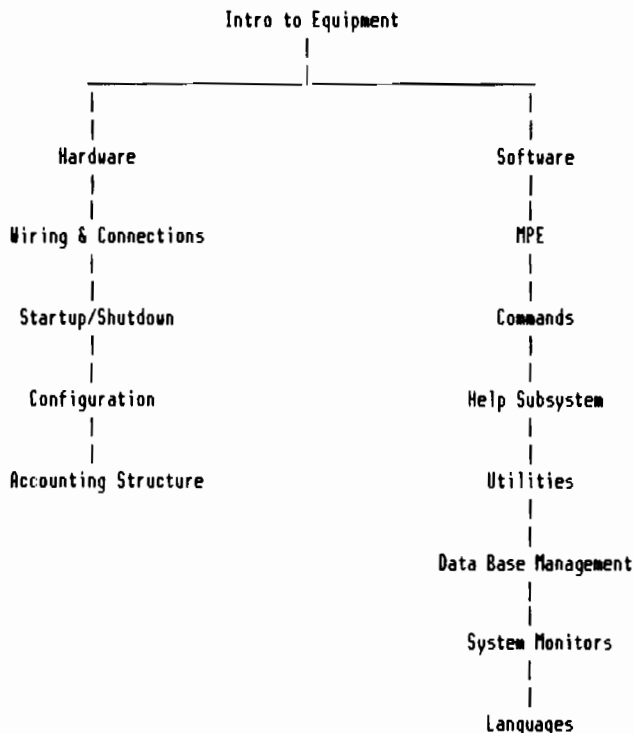 Intro to Equipment
Hardware
Software
Wiring & Connections
MPE
Startup/Shutdown
Commands
Configuration
Help Subsystem
Accounting Structure
Utilities
Data Base Management
System Monitors
Languages